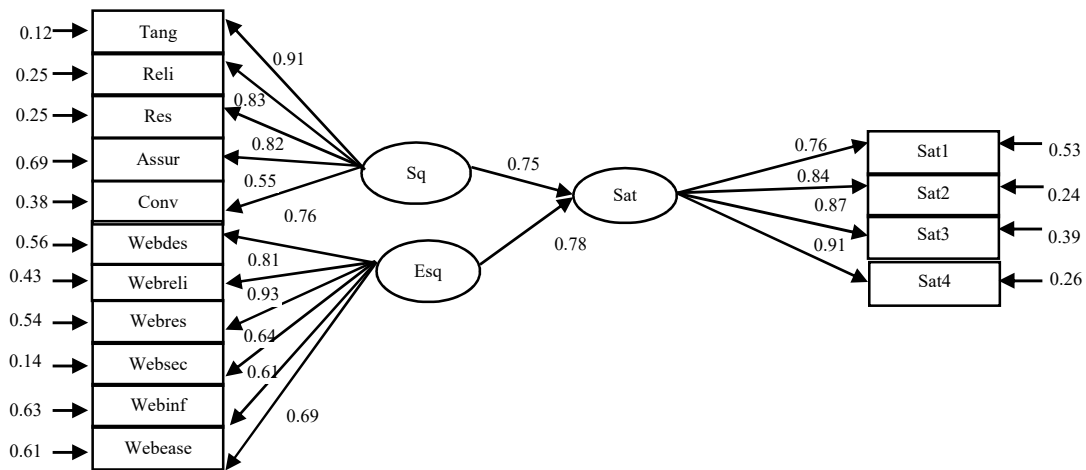 0.12
Tang
0.91
0.25
Reli
0.83
0.25
Res
0.82
0.69
Assur
0.55
0.38
Conv
0.76
0.56
Webdes
0.81
0.43
Webreli
0.93
0.54
Webres
0.64
0.14
Websec
0.61
0.63
Webinf
0.69
0.61
Webease
Sq
Esq
0.75
0.78
Sat
0.76
Sat1
0.53
0.84
Sat2
0.24
0.87
Sat3
0.39
0.91
Sat4
0.26